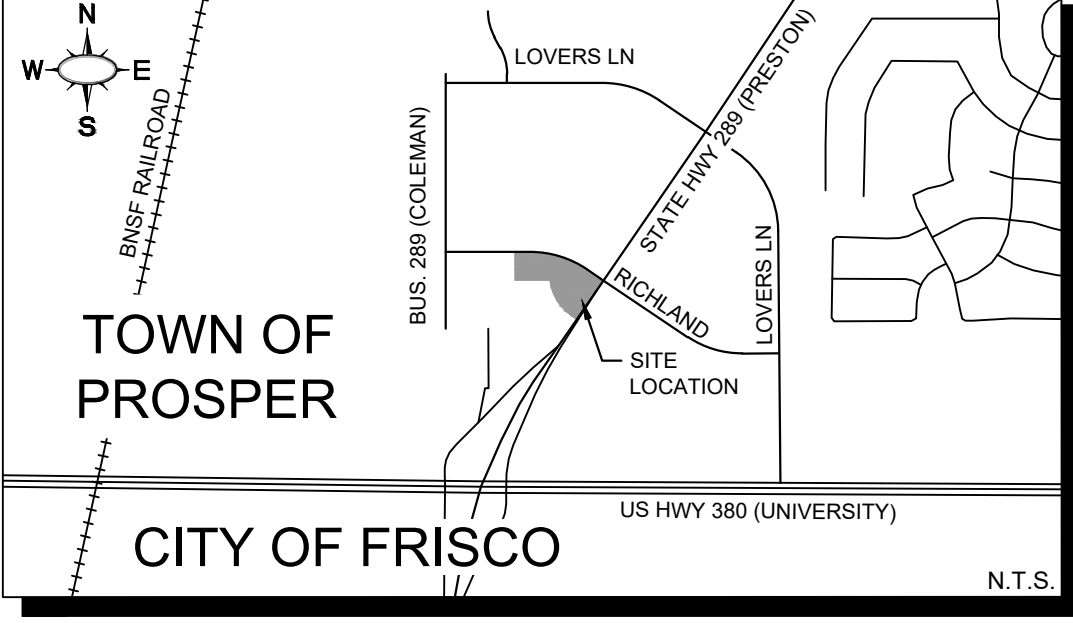 N
W E
S
LOVERS LN
STATE HWY 289 (PRESTON)
BNSF RAILROAD
BUS. 289 (COLEMAN)
LOVERS LN
RICHLAND
SITE
LOCATION
TOWN OF
PROSPER
US HWY 380 (UNIVERSITY)
CITY OF FRISCO
N.T.S.